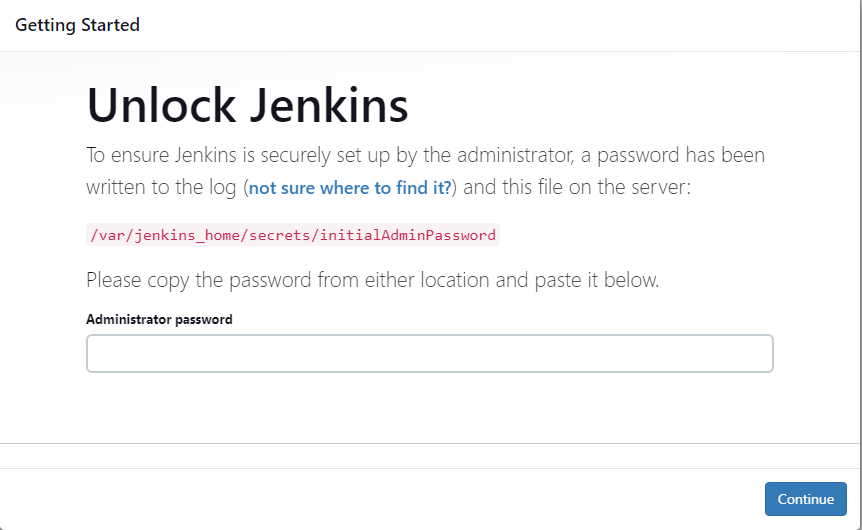 Getting Started
Unlock Jenkins
To ensure Jenkins is securely set up by the administrator, a password has been
written to the log (not sure where to find it?) and this file on the server:
/var/jenkins_home/secrets/initialAdminPassword
Please copy the password from either location and paste it below.
Administrator password
Continue